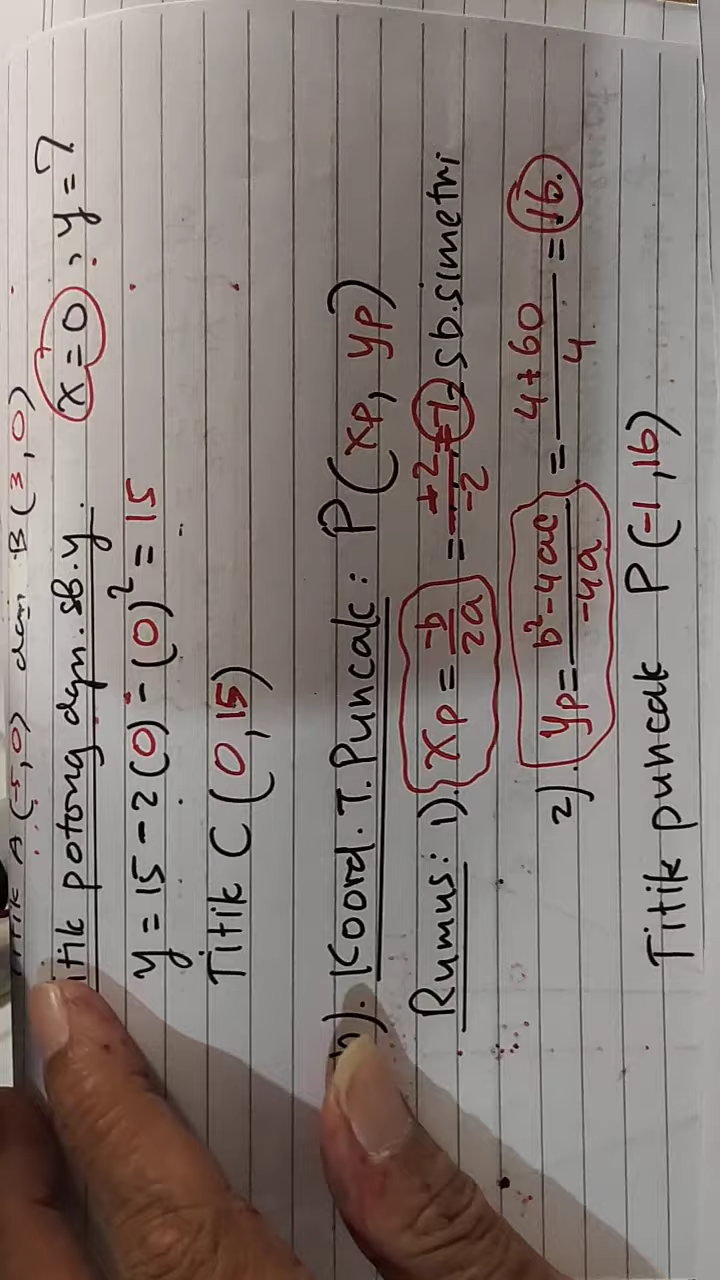 Titik A (-5, 0) dan B (3, 0)
Titik potong dgn. sb. y. x = 0, y = ?
y = 15 - 2(0) - (0)² = 15
Titik C (0, 15)
b). Koord. T. Puncak: P(xp, yp)
Rumus: 1). xp = -b/2a = +2/-2 = -1 = sb. simetri
2). yp = b² - 4ac/-4a = 4 + 60/4 = 16.
Titik puncak P(-1, 16)